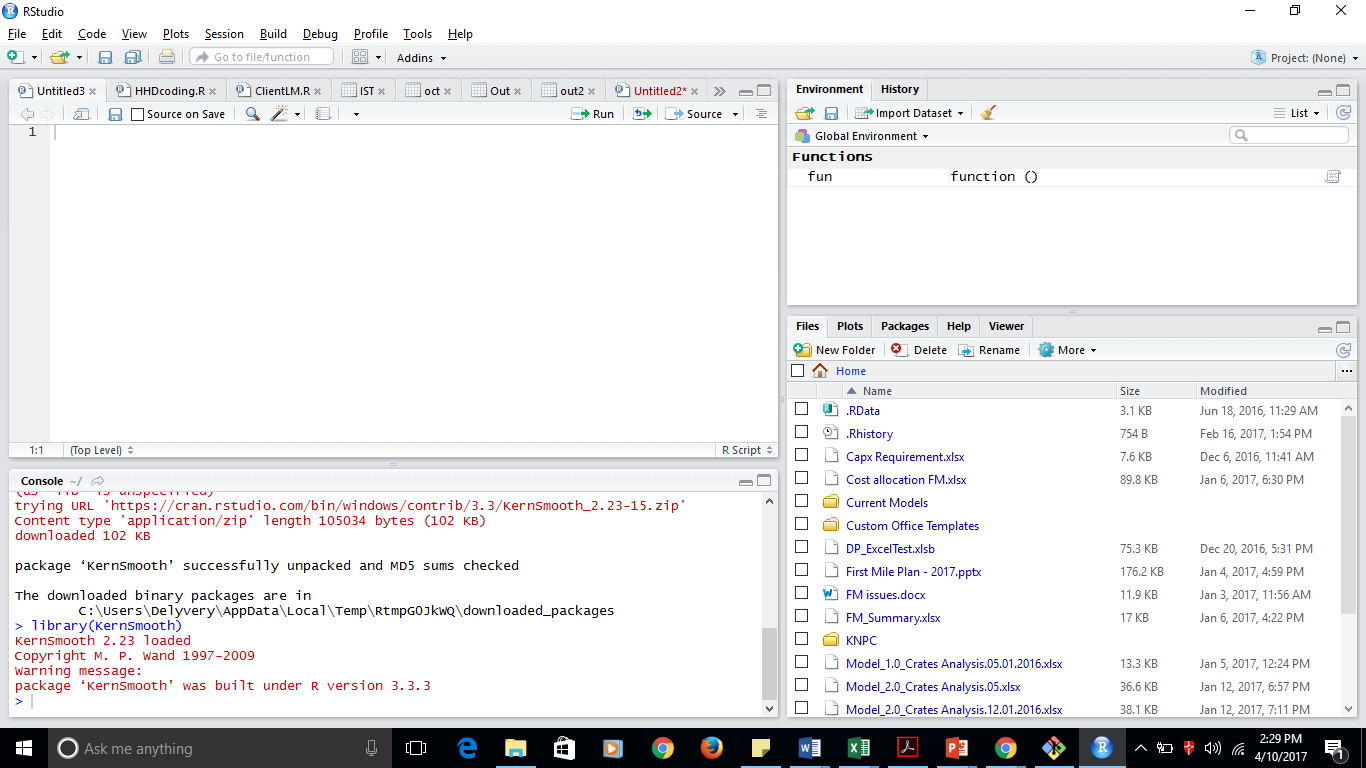 RStudio
File Edit Code View Plots Session Build Debug Profile Tools Help
Go to file/function Addins Project: (None)
Untitled3 HHDcoding.R ClientLM.R IST oct Out out2 Untitled2*
Source on Save Run Source
1
1:1 (Top Level) R Script
Console ~/
(as 'lib' is unspecified)
trying URL 'https://cran.rstudio.com/bin/windows/contrib/3.3/KernSmooth_2.23-15.zip'
Content type 'application/zip' length 105034 bytes (102 KB)
downloaded 102 KB
package ‘KernSmooth’ successfully unpacked and MD5 sums checked
The downloaded binary packages are in
C:\Users\Delyvery\AppData\Local\Temp\RtmpG0JkWQ\downloaded_packages
> library(KernSmooth)
KernSmooth 2.23 loaded
Copyright M. P. Wand 1997-2009
Warning message:
package ‘KernSmooth’ was built under R version 3.3.3
>
Environment History
Import Dataset List
Global Environment
Functions
fun function ()
Files Plots Packages Help Viewer
New Folder Delete Rename More
Home ...
Name Size Modified
.RData 3.1 KB Jun 18, 2016, 11:29 AM
.Rhistory 754 B Feb 16, 2017, 1:54 PM
Capx Requirement.xlsx 7.6 KB Dec 6, 2016, 11:41 AM
Cost allocation FM.xlsx 89.8 KB Jan 6, 2017, 6:30 PM
Current Models
Custom Office Templates
DP_ExcelTest.xlsb 75.3 KB Dec 20, 2016, 5:31 PM
First Mile Plan - 2017.pptx 176.2 KB Jan 4, 2017, 4:59 PM
FM issues.docx 11.9 KB Jan 3, 2017, 11:56 AM
FM_Summary.xlsx 17 KB Jan 6, 2017, 4:22 PM
KNPC
Model_1.0_Crates Analysis.05.01.2016.xlsx 13.3 KB Jan 5, 2017, 12:24 PM
Model_2.0_Crates Analysis.05.xlsx 36.6 KB Jan 12, 2017, 6:57 PM
Model_2.0_Crates Analysis.12.01.2016.xlsx 38.1 KB Jan 12, 2017, 7:11 PM
Ask me anything
2:29 PM
4/10/2017
1